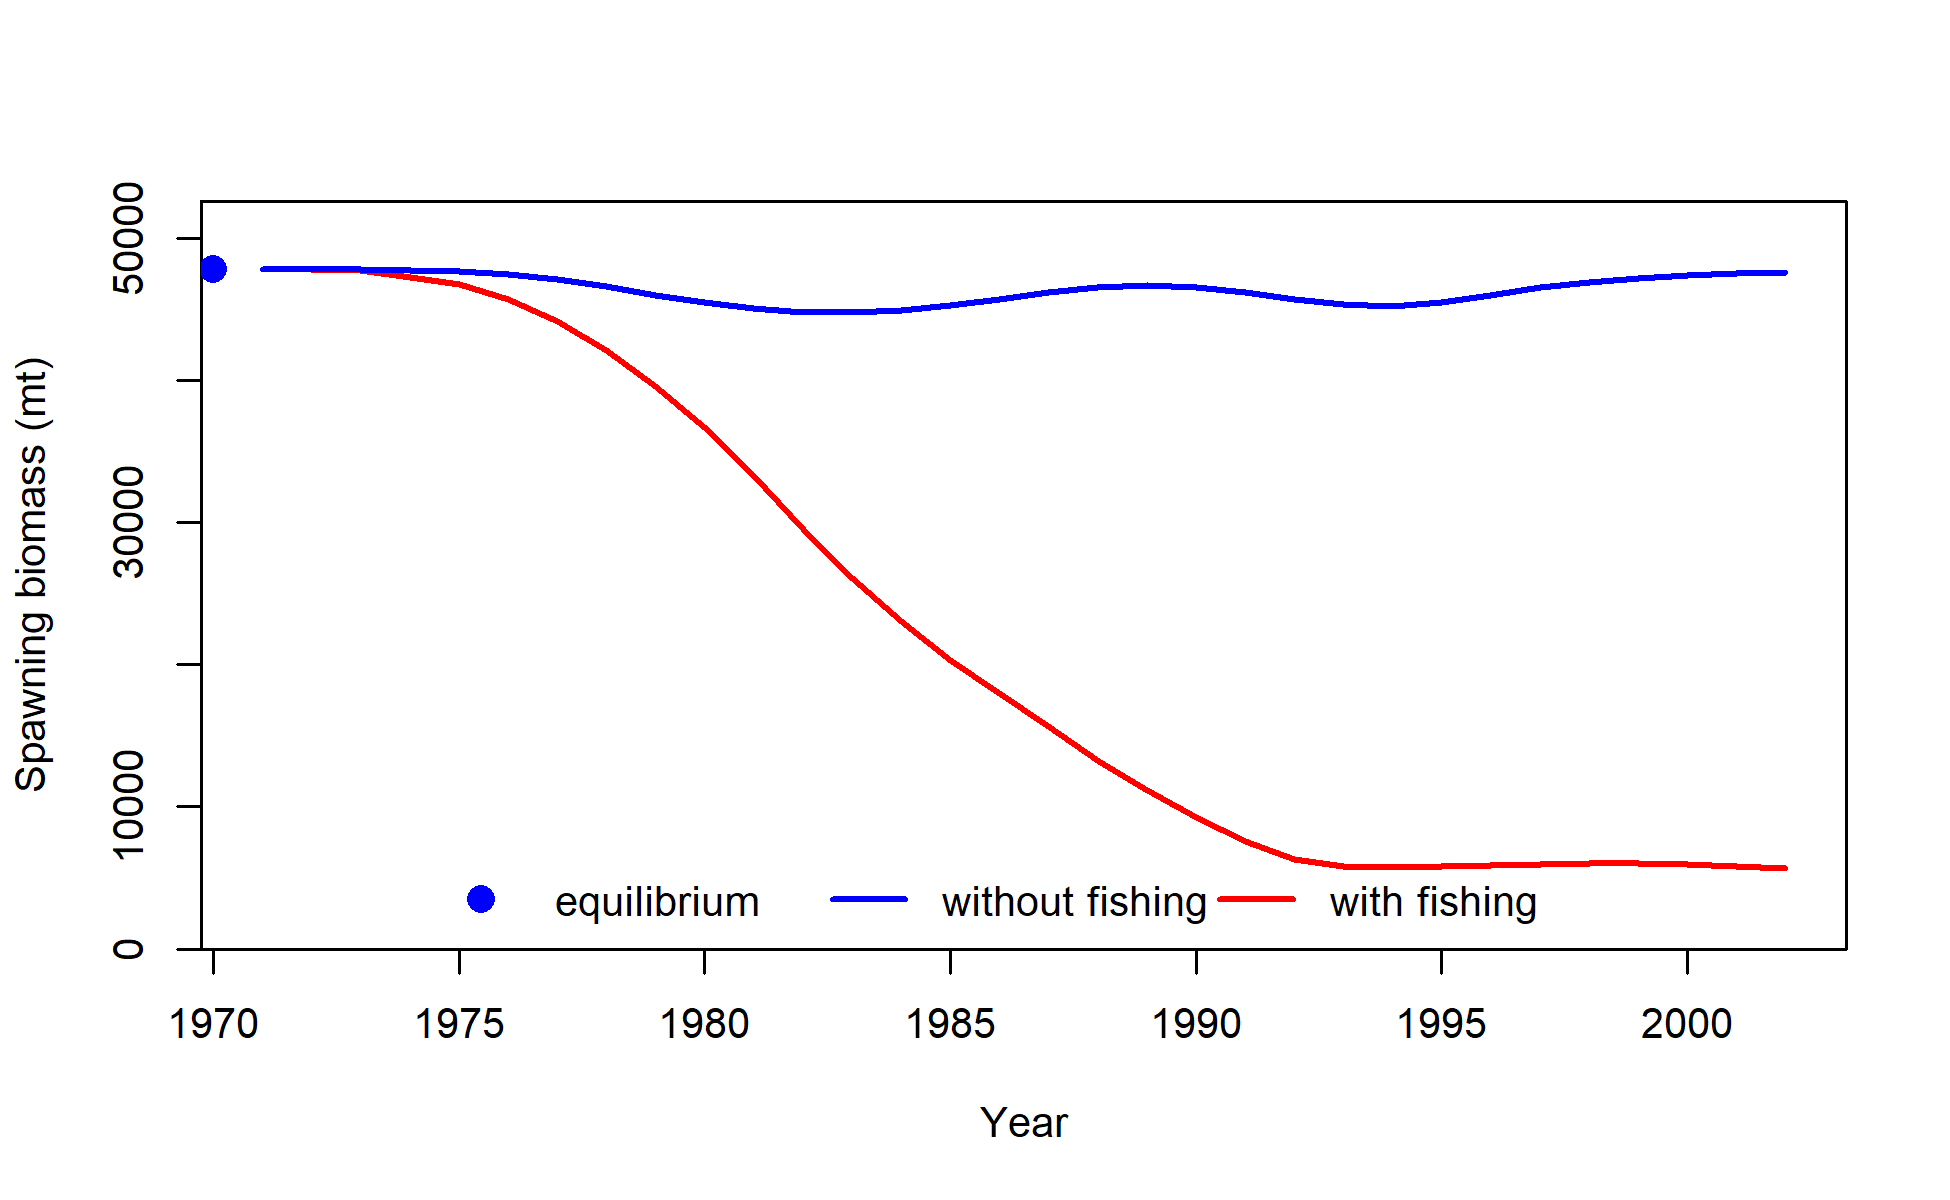 Spawning biomass (mt)
50000
30000
10000
0
equilibrium without fishing with fishing
1970 1975 1980 1985 1990 1995 2000
Year